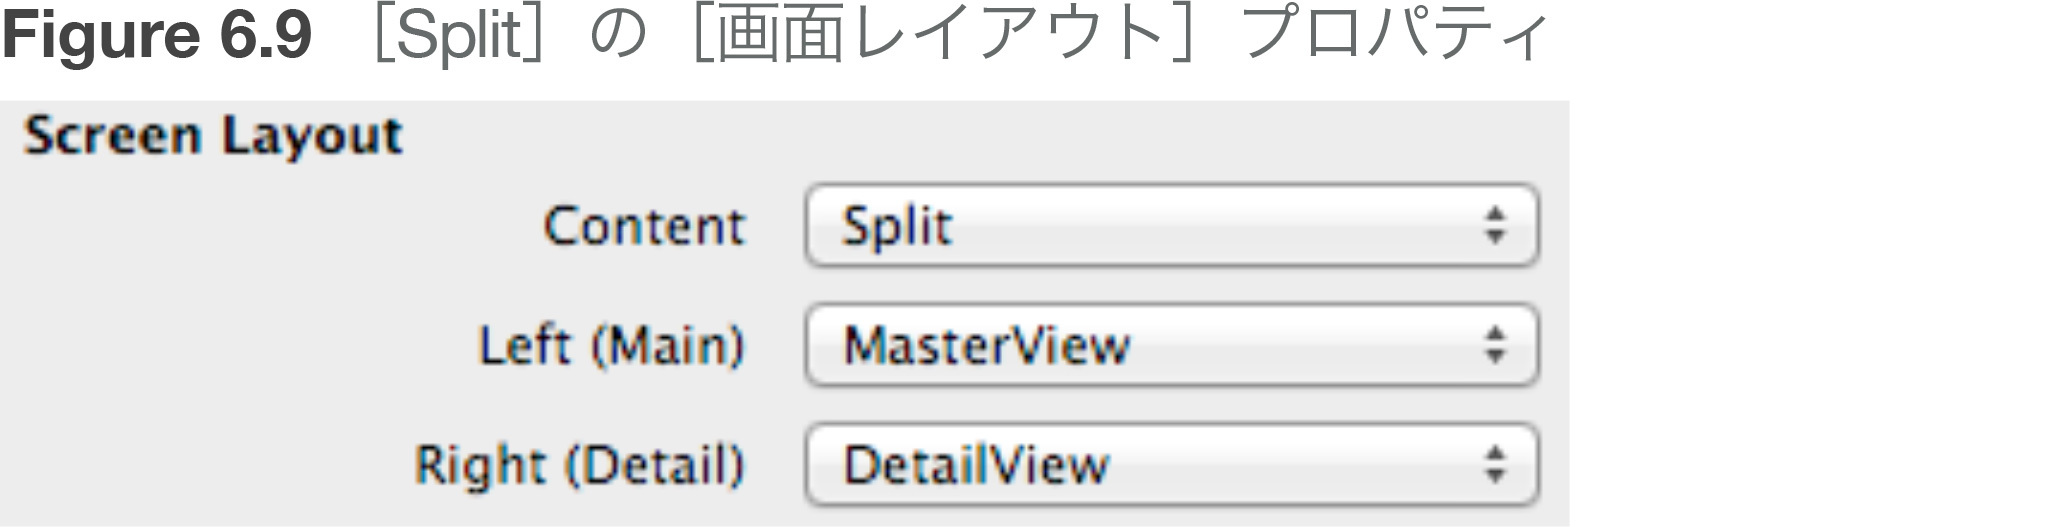 Figure 6.9 ［Split］の［画面レイアウト］プロパティ
Screen Layout
Content Split
Left (Main) MasterView
Right (Detail) DetailView